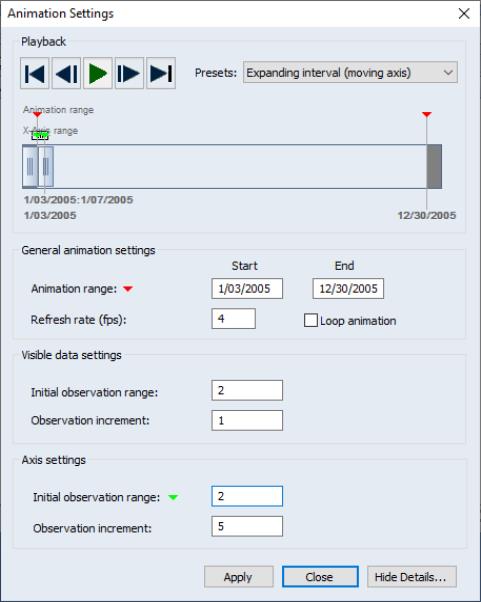 Animation Settings
Playback
Presets: Expanding interval (moving axis)
Animation range
X-Axis range
1/03/2005:1/07/2005
1/03/2005 12/30/2005
General animation settings
Start End
Animation range: 1/03/2005 12/30/2005
Refresh rate (fps): 4 Loop animation
Visible data settings
Initial observation range: 2
Observation increment: 1
Axis settings
Initial observation range: 2
Observation increment: 5
Apply Close Hide Details...